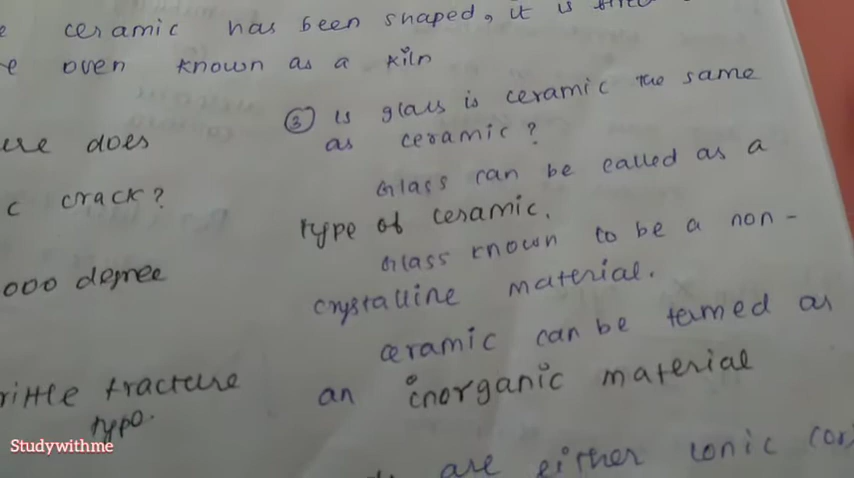 ceramic has been shaped, it is
oven known as a kiln
does
c crack?
000 degree
fracture
typo.
③ is glass is ceramic the same
as ceramic?
Glass can be called as a
type of ceramic.
Glass known to be a non-
crystalline material.
ceramic can be termed as
an inorganic material
are either ionic (or)
Studywithme